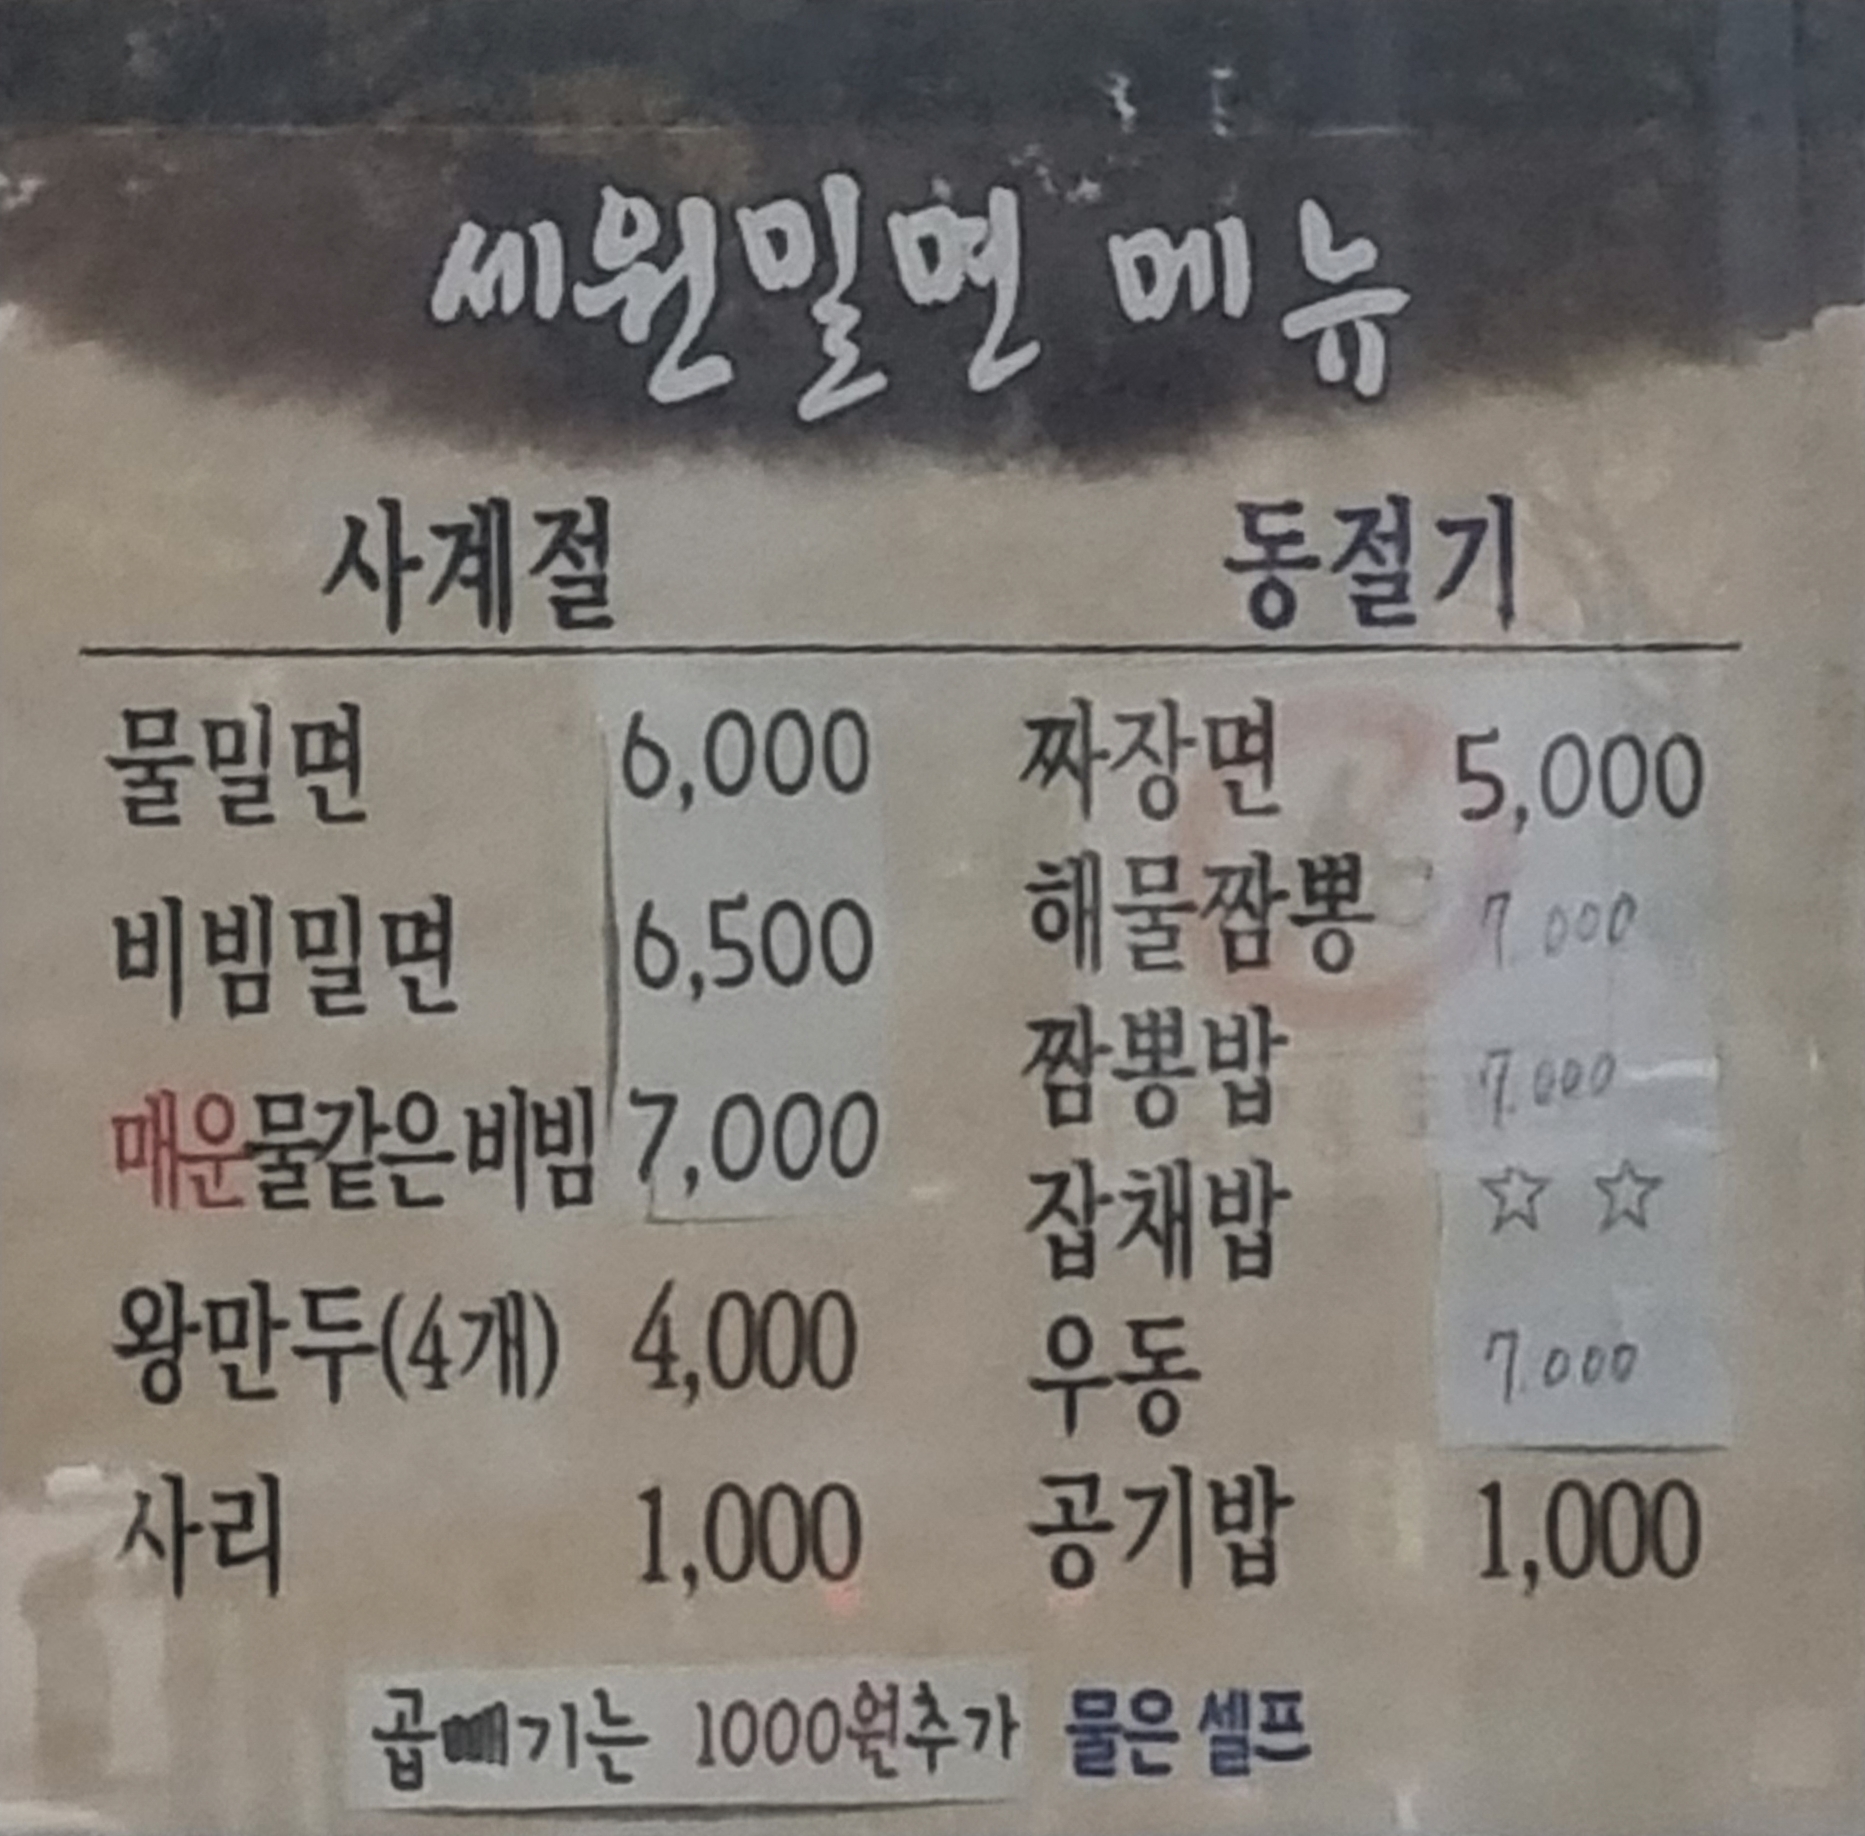 세원밀면 메뉴
사계절
물밀면 6,000
비빔밀면 6,500
매운물같은비빔 7,000
왕만두(4개) 4,000
사리 1,000
동절기
짜장면 5,000
해물짬뽕 7.000
짬뽕밥 7.000
잡채밥 ☆ ☆
우동 7.000
공기밥 1,000
곱빼기는 1000원추가 물은 셀프